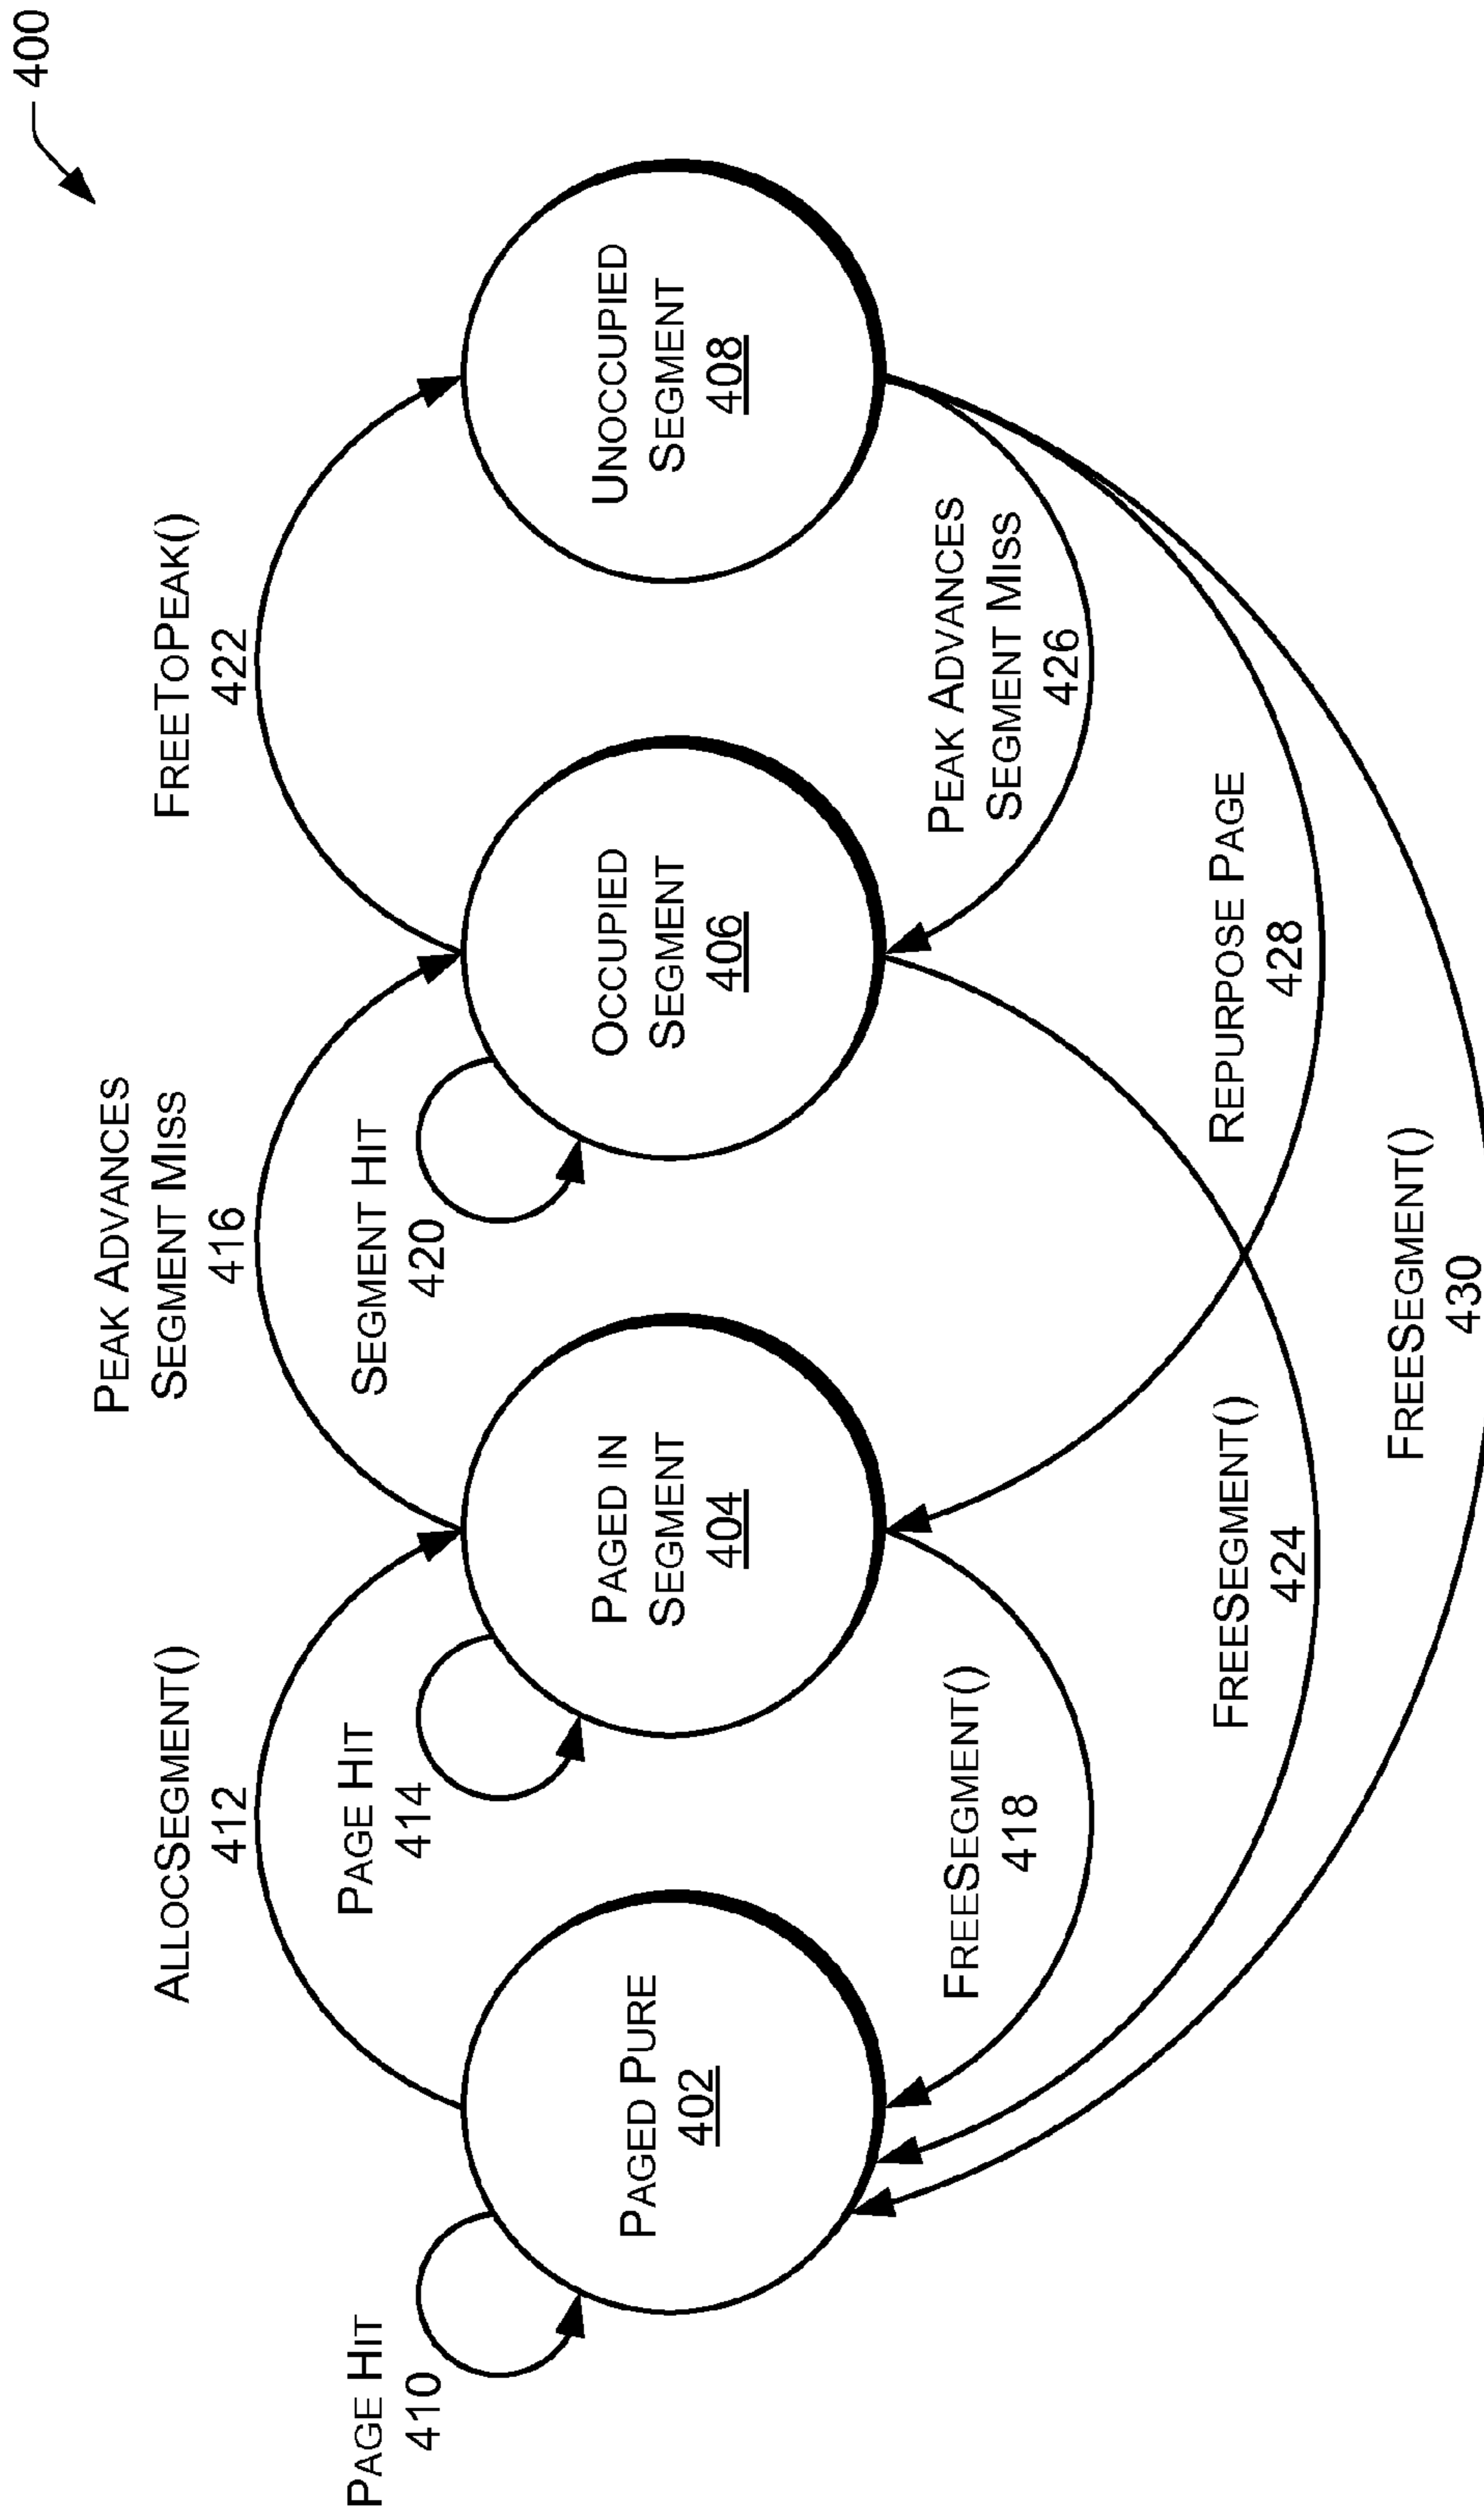 400
FREETOPEAK()
422
PEAK ADVANCES
SEGMENT MISS
416
ALLOCSEGMENT()
412
SEGMENT HIT
420
PAGE HIT
414
PAGE HIT
410
PAGED PURE
402
PAGED IN
SEGMENT
404
OCCUPIED
SEGMENT
406
UNOCCUPIED
SEGMENT
408
FREESEGMENT()
418
PEAK ADVANCES
SEGMENT MISS
426
FREESEGMENT()
424
REPURPOSE PAGE
428
FREESEGMENT()
430